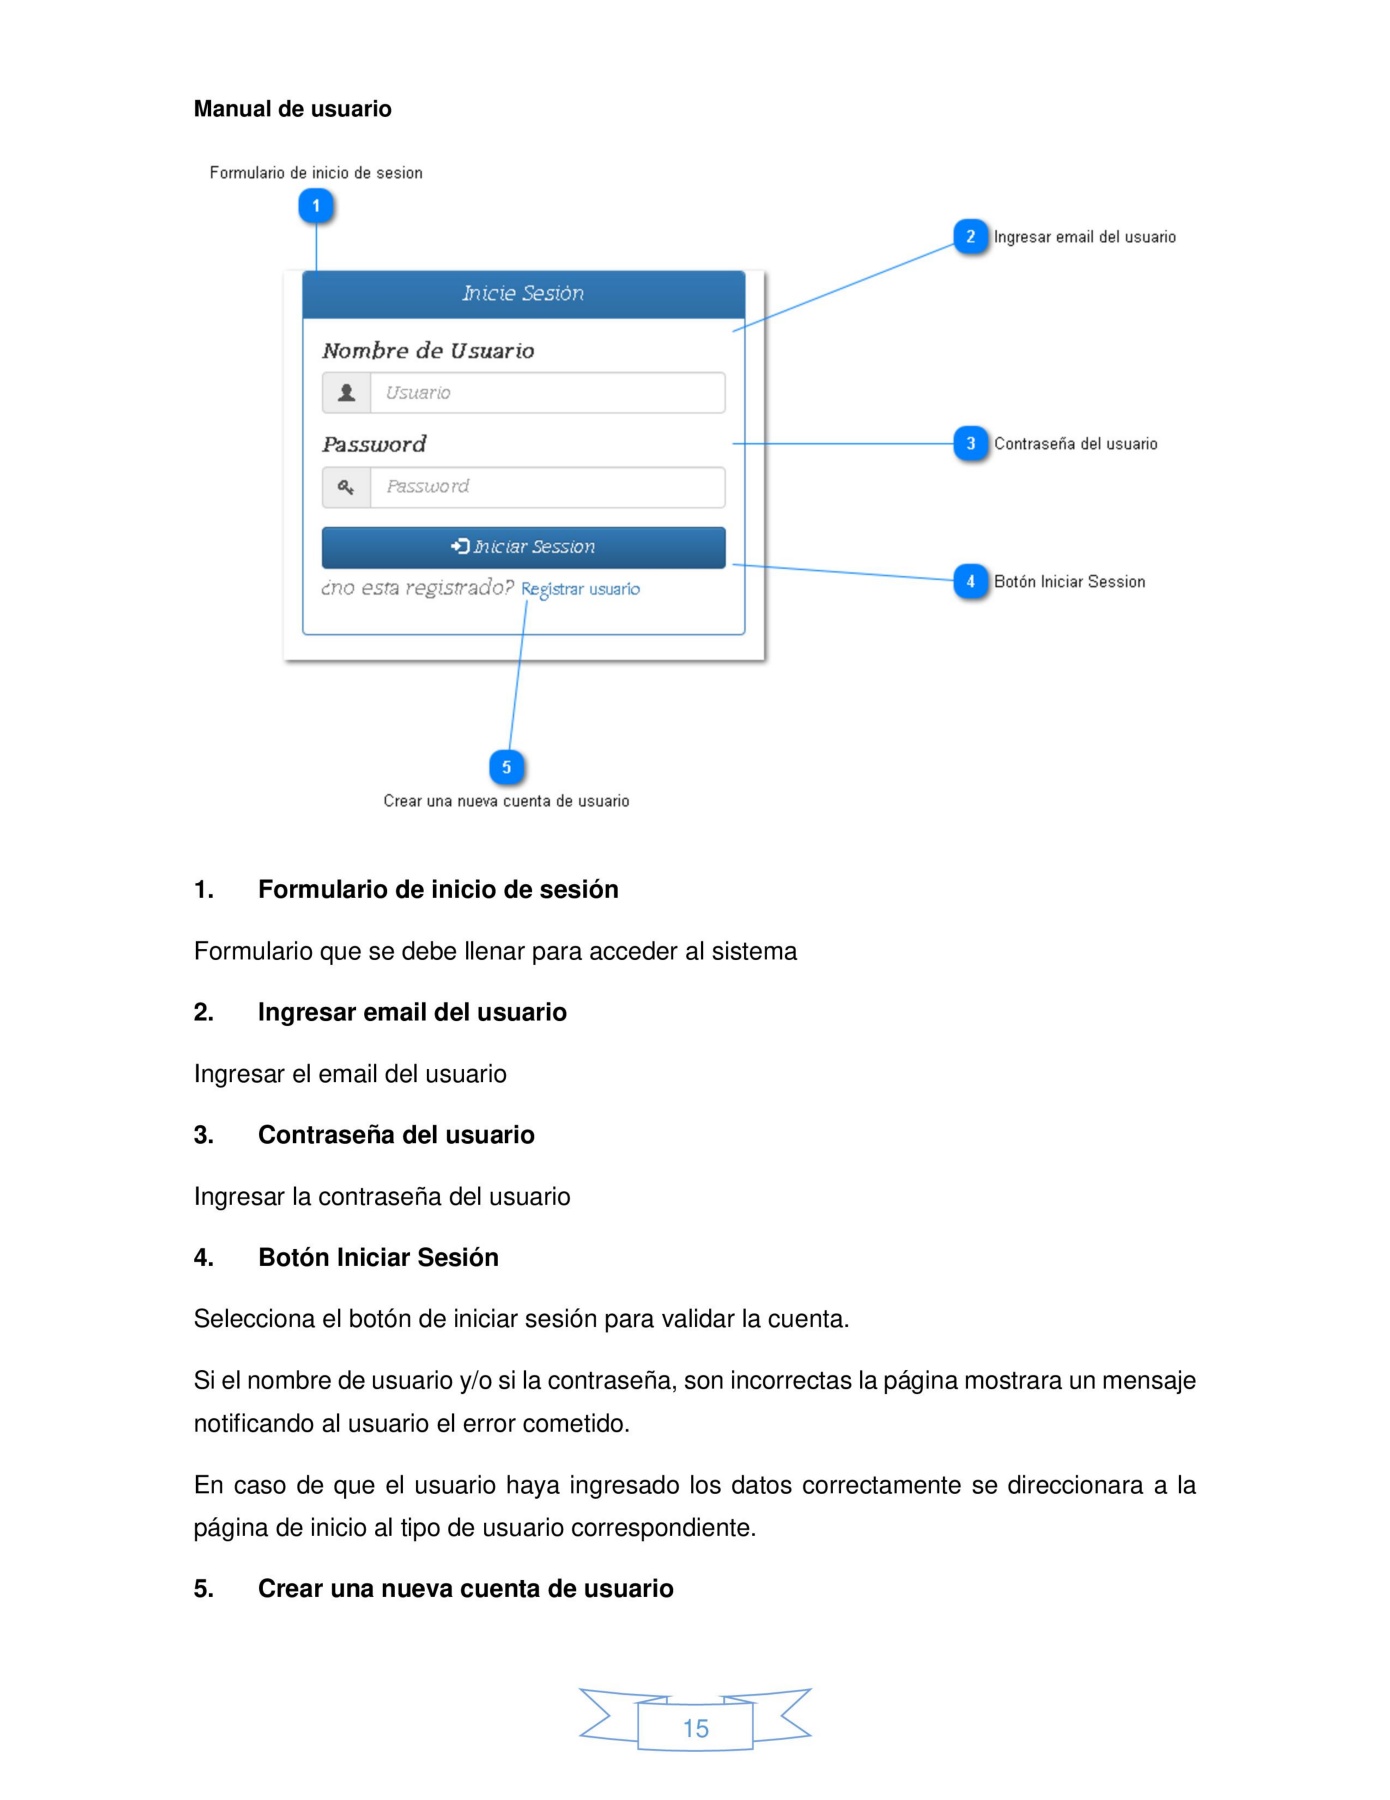 Manual de usuario
Formulario de inicio de sesion
1
2 Ingresar email del usuario
Inicie Sesión
Nombre de Usuario
Usuario
Password
3 Contraseña del usuario
Password
Iniciar Session
4 Botón Iniciar Session
¿no esta registrado? Registrar usuario
5
Crear una nueva cuenta de usuario
1. Formulario de inicio de sesión
Formulario que se debe llenar para acceder al sistema
2. Ingresar email del usuario
Ingresar el email del usuario
3. Contraseña del usuario
Ingresar la contraseña del usuario
4. Botón Iniciar Sesión
Selecciona el botón de iniciar sesión para validar la cuenta.
Si el nombre de usuario y/o si la contraseña, son incorrectas la página mostrara un mensaje
notificando al usuario el error cometido.
En caso de que el usuario haya ingresado los datos correctamente se direccionara a la
página de inicio al tipo de usuario correspondiente.
5. Crear una nueva cuenta de usuario
15